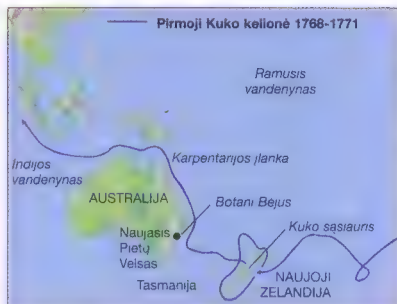 Pirmoji Kuko kelionė 1768-1771
Ramusis
vandenynas
Karpentarijos įlanka
Indijos
vandenynas
AUSTRALIJA
Botani Bėjus
Kuko sąsiauris
Naujasis
Pietų
Velsas
Tasmanija
NAUJOJI
ZELANDIJA